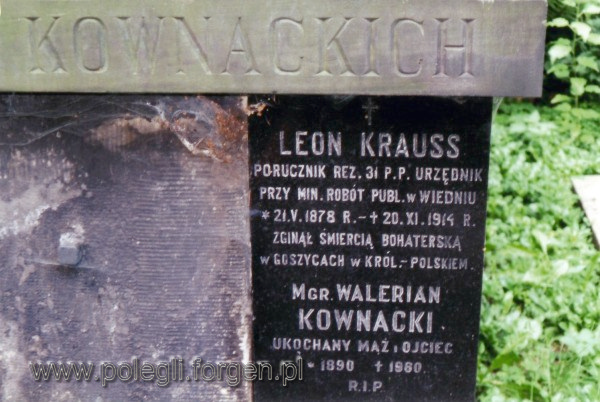 KOWNACKICH
LEON KRAUSS
PORUCZNIK REZ. 31 P.P. URZĘDNIK
PRZY MIN. ROBÓT PUBL. W WIEDNIU
* 21.V. 1878 R. – † 20.XI. 1914 R.
ZGINĄŁ ŚMIERCIĄ BOHATERSKĄ
W GOSZYCACH W KRÓL.-POLSKIEM.
MGR. WALERIAN
KOWNACKI
UKOCHANY MĄŻ I OJCIEC
* 1890 † 1960.
R.I.P.
www.polegli.forgen.pl